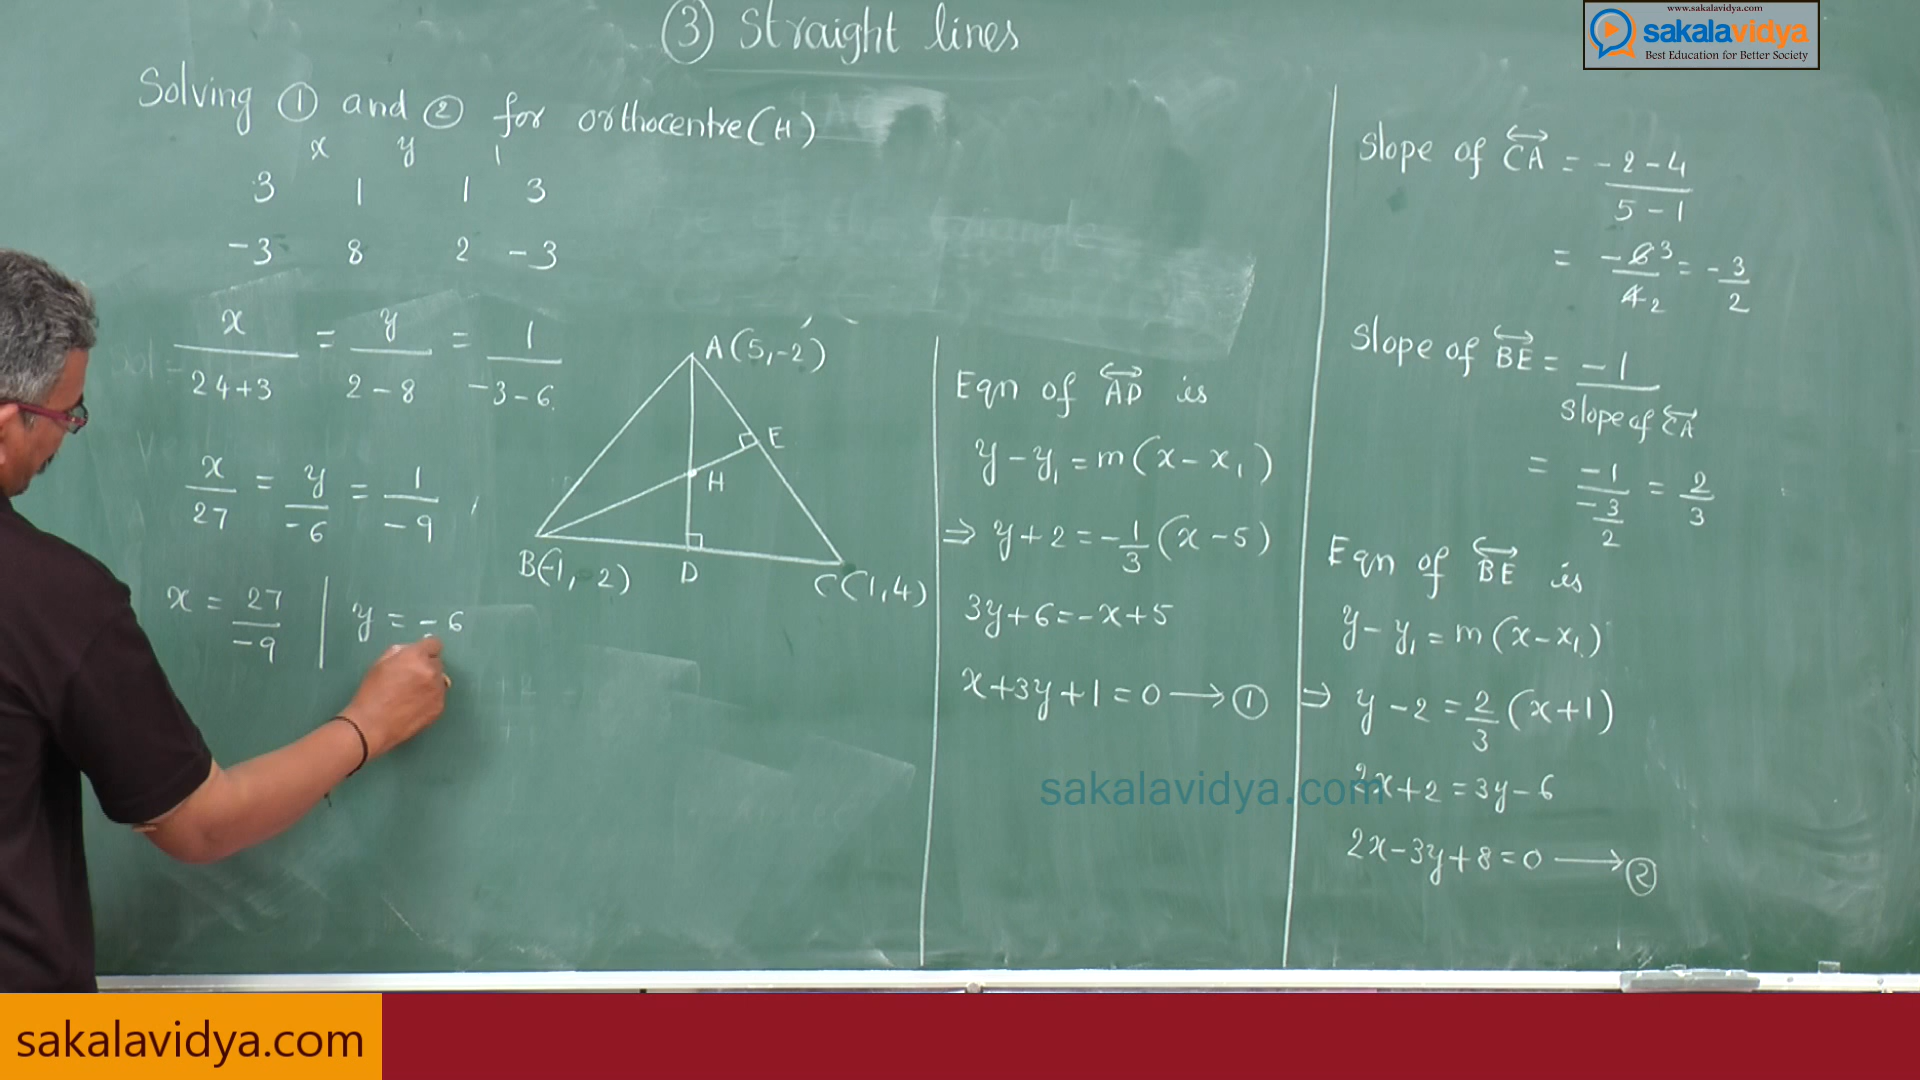 ③ Straight lines
www.sakalavidya.com
sakalavidya
Best Education for Better Society
Solving ① and ② for orthocentre (H)
x y 1
3 1 1 3
-3 8 2 -3
x/24+3 = y/2-8 = 1/-3-6
x/27 = y/-6 = 1/-9
x = 27/-9 | y = -6
A(5,-2)
E
H
B(-1, 2)
D
C(1,4)
Eqn of AD is
y-y₁=m(x-x₁)
⇒ y+2=-1/3(x-5)
3y+6=-x+5
x+3y+1=0 → ①
Slope of CA = -2-4/5-1
= -6 3/4 2 = -3/2
Slope of BE = -1/Slope of CA
= -1/-3/2 = 2/3
Eqn of BE is
y-y₁=m(x-x₁)
⇒ y-2=2/3(x+1)
2x+2=3y-6
2x-3y+8=0 → ②
sakalavidya.com
sakalavidya.com